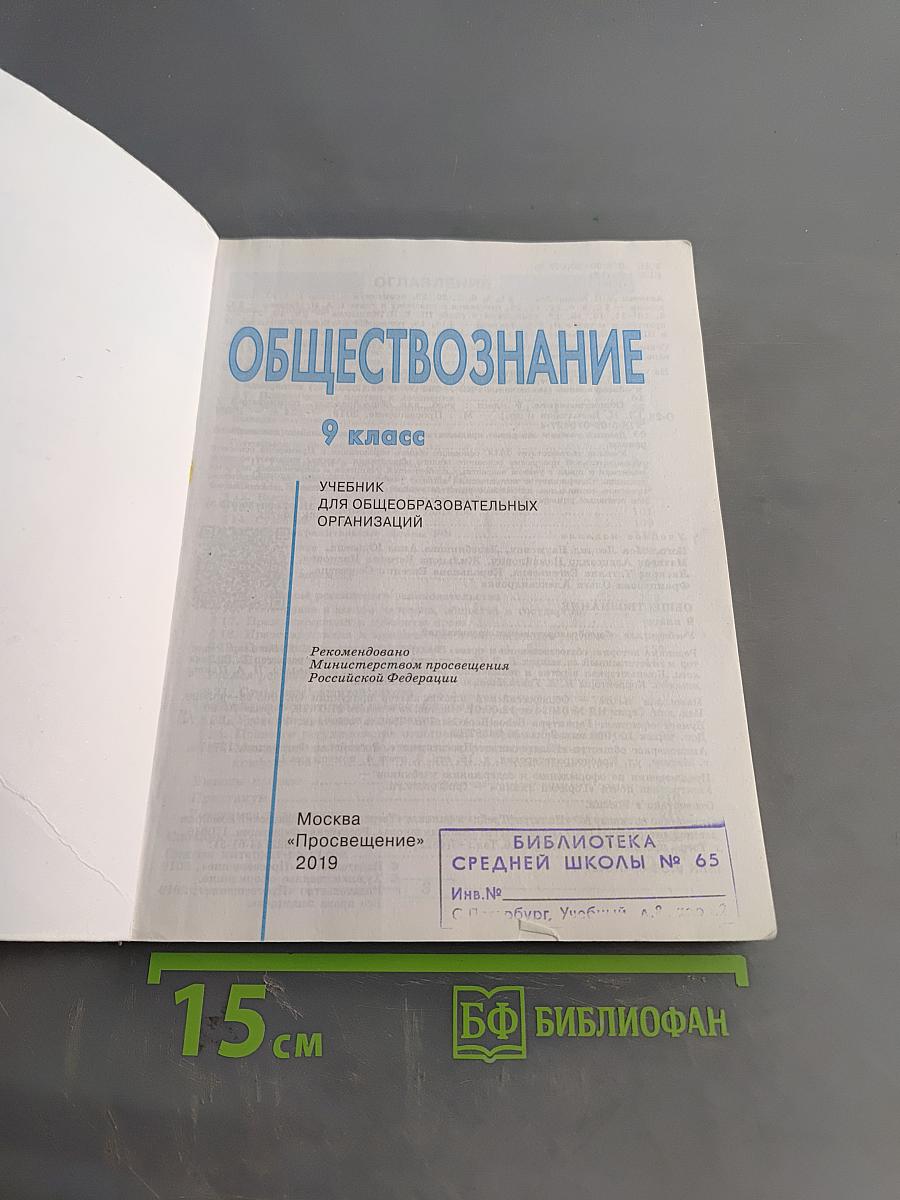 ОБЩЕСТВОЗНАНИЕ
9 класс
УЧЕБНИК
ДЛЯ ОБЩЕОБРАЗОВАТЕЛЬНЫХ
ОРГАНИЗАЦИЙ
Рекомендовано
Министерством просвещения
Российской Федерации
Москва
«Просвещение»
2019
БИБЛИОТЕКА
СРЕДНЕЙ ШКОЛЫ № 65
Инв.№
15 см
БФ БИБЛИОФАН